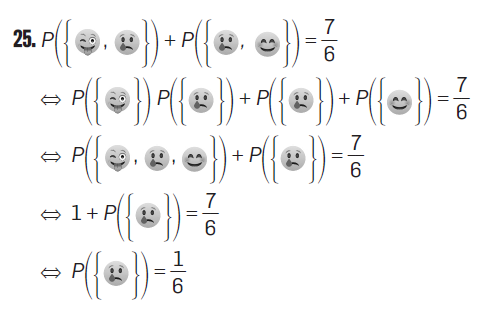 25. P({😜, 😢}) + P({😢, 😊}) = 7/6
⇔ P({😜}) P({😢}) + P({😢}) + P({😊}) = 7/6
⇔ P({😜, 😢, 😊}) + P({😢}) = 7/6
⇔ 1 + P({😢}) = 7/6
⇔ P({😢}) = 1/6